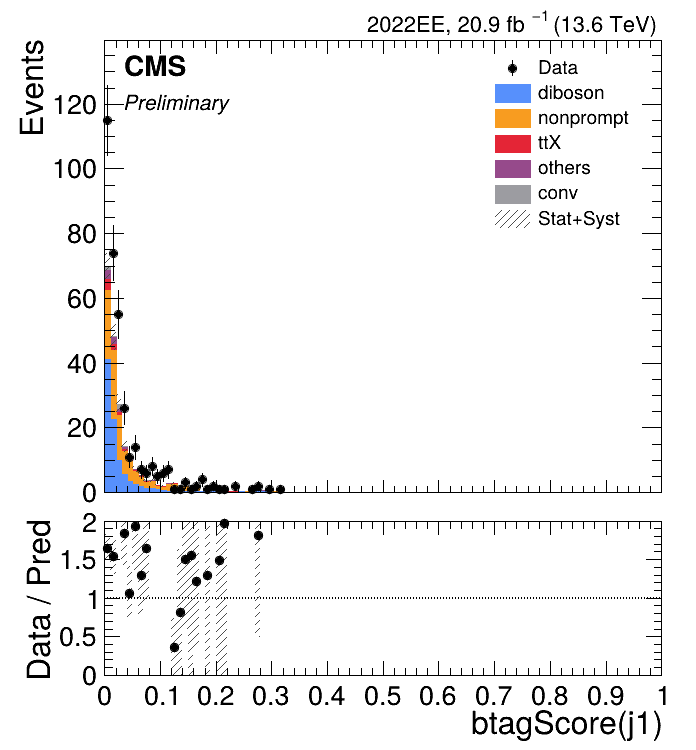 2022EE, 20.9 fb⁻¹ (13.6 TeV)
CMS
Preliminary
Events
120
100
80
60
40
20
0
Data
diboson
nonprompt
ttX
others
conv
Stat+Syst
Data / Pred
2
1.5
1
0.5
0
0 0.1 0.2 0.3 0.4 0.5 0.6 0.7 0.8 0.9 1
btagScore(j1)